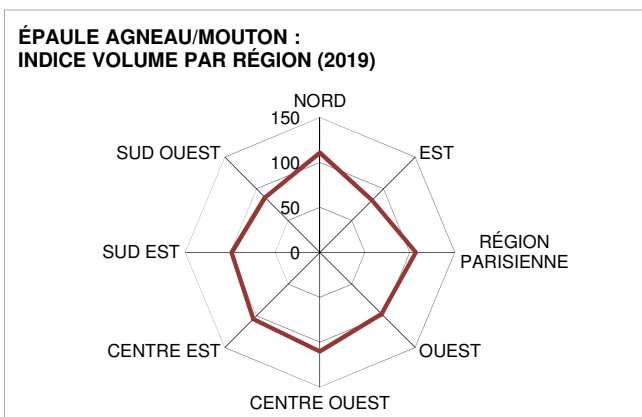 ÉPAULE AGNEAU/MOUTON :
INDICE VOLUME PAR RÉGION (2019)
NORD
150
SUD OUEST
EST
100
50
SUD EST
0
RÉGION
PARISIENNE
CENTRE EST
OUEST
CENTRE OUEST